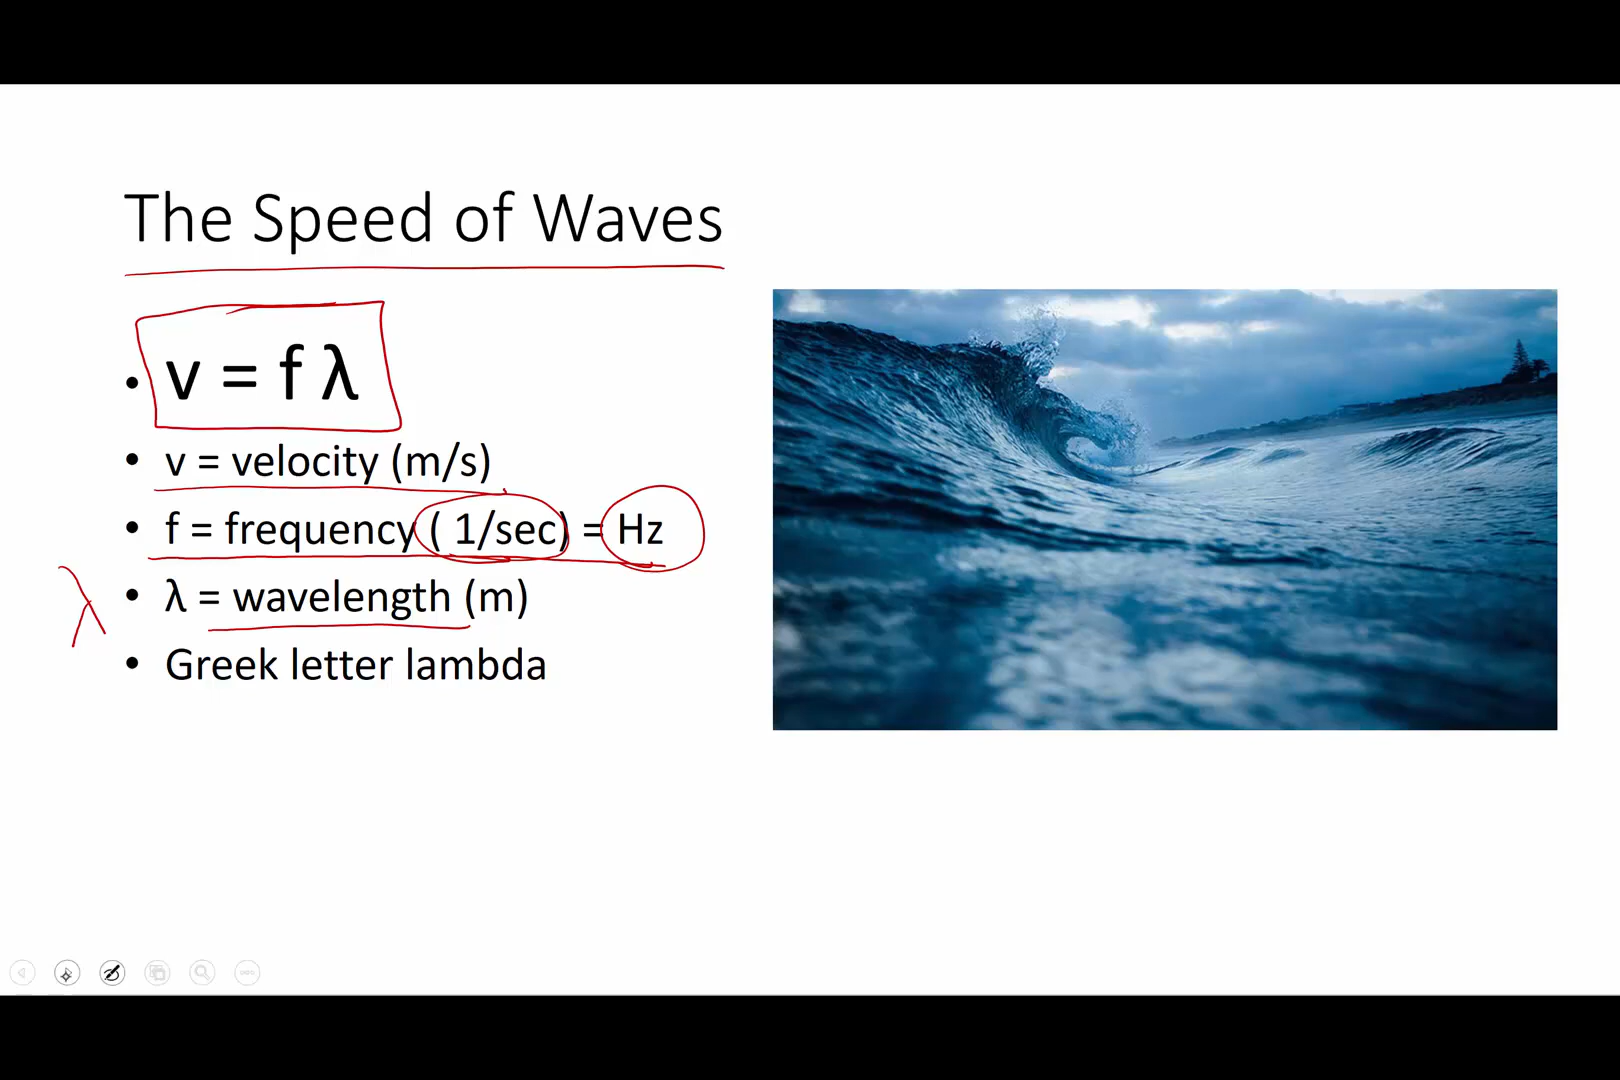 The Speed of Waves
• v = f λ
• v = velocity (m/s)
• f = frequency ( 1/sec) = Hz
λ
• λ = wavelength (m)
• Greek letter lambda